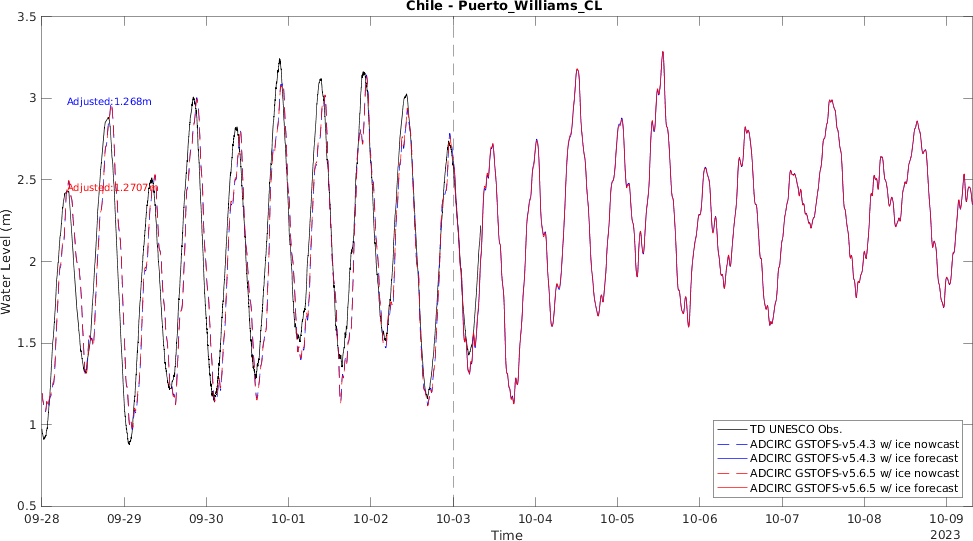 Chile - Puerto_Williams_CL
3.5
3
2.5
2
1.5
1
0.5
Water Level (m)
Adjusted:1.268m
Adjusted:1.2707m
TD UNESCO Obs.
ADCIRC GSTOFS-v5.4.3 w/ ice nowcast
ADCIRC GSTOFS-v5.4.3 w/ ice forecast
ADCIRC GSTOFS-v5.6.5 w/ ice nowcast
ADCIRC GSTOFS-v5.6.5 w/ ice forecast
09-28 09-29 09-30 10-01 10-02 10-03 10-04 10-05 10-06 10-07 10-08 10-09
2023
Time